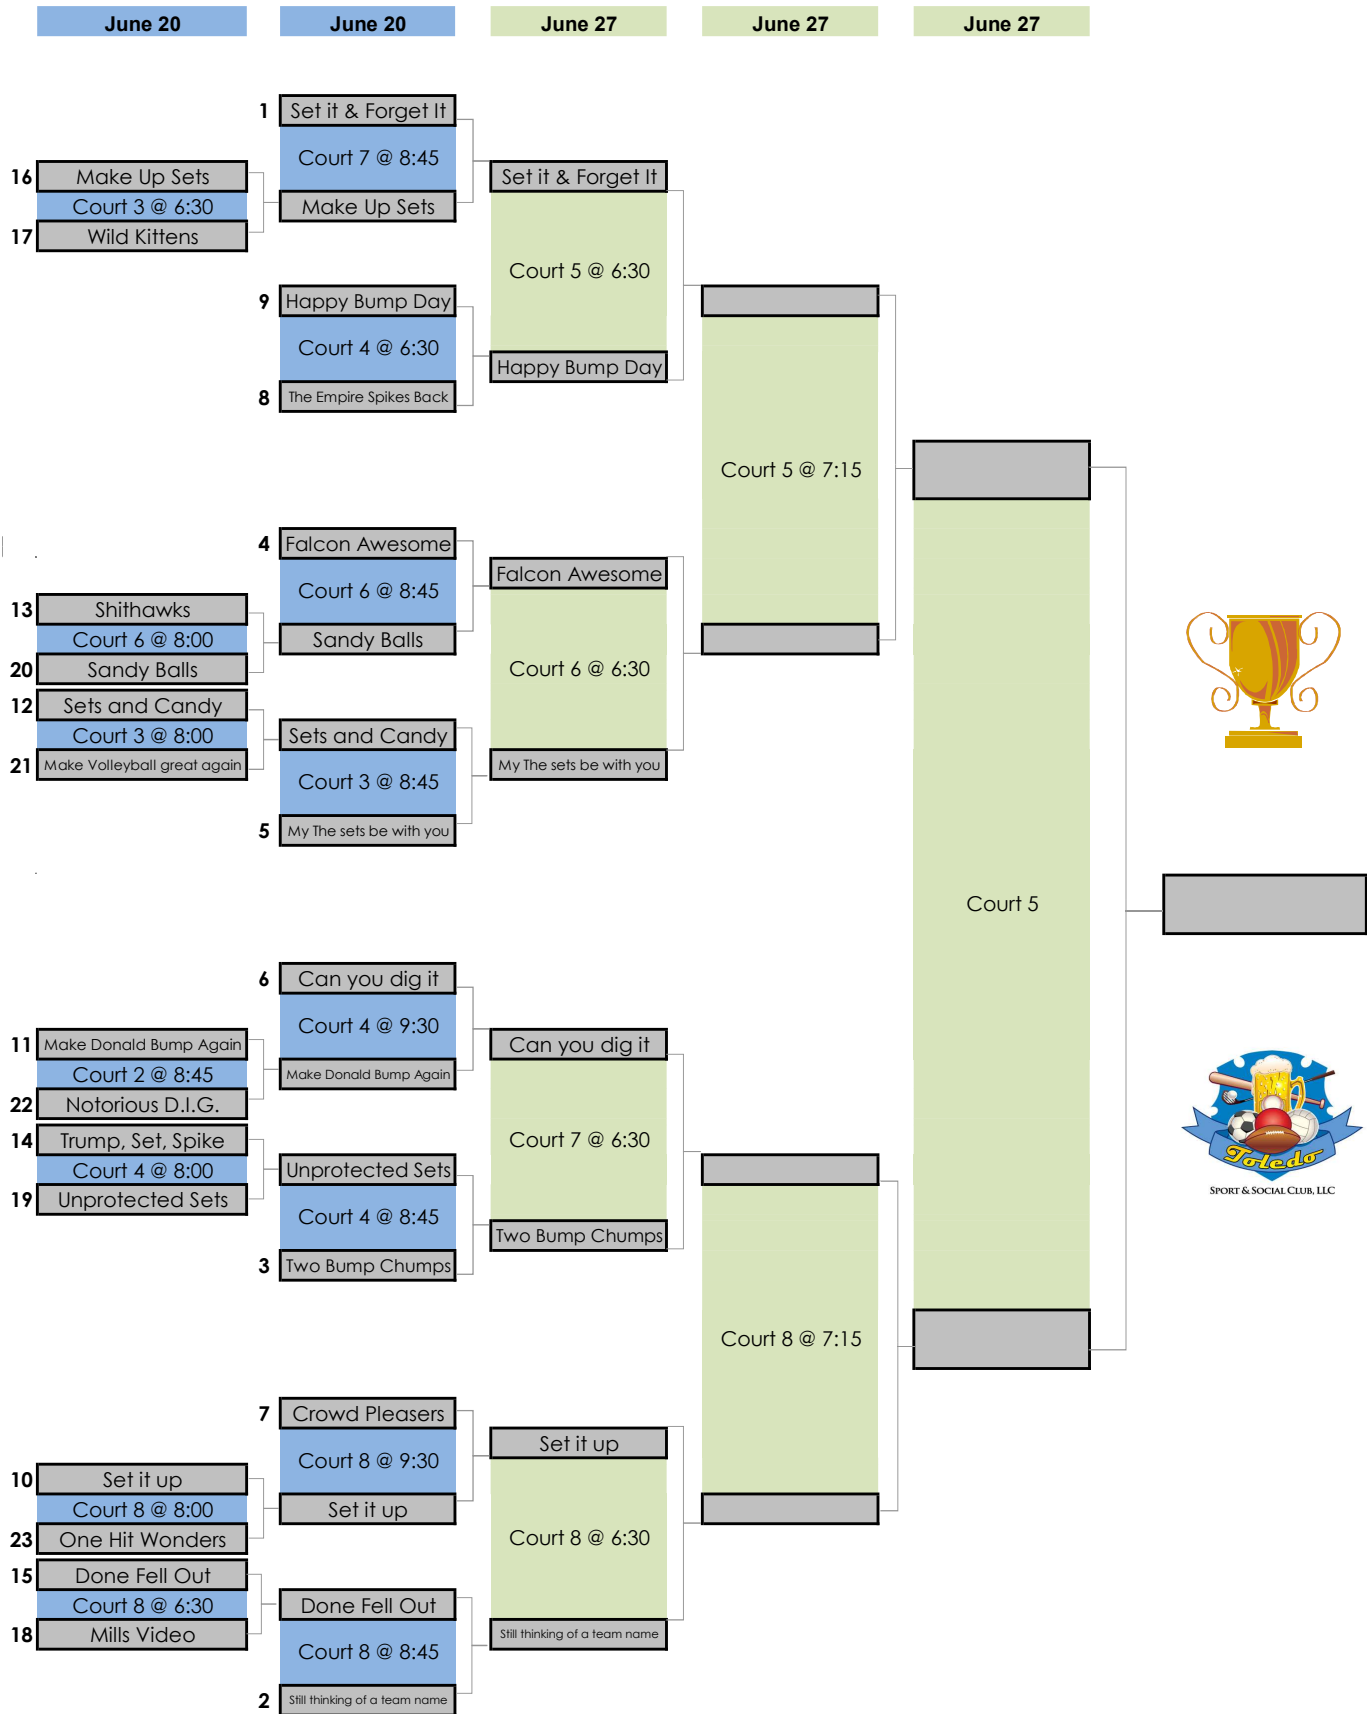 June 20
June 20
June 27
June 27
June 27
1 Set it & Forget It
Court 7 @ 8:45
16 Make Up Sets
Set it & Forget It
Court 3 @ 6:30
Make Up Sets
17 Wild Kittens
Court 5 @ 6:30
9 Happy Bump Day
Court 4 @ 6:30
Happy Bump Day
8 The Empire Spikes Back
Court 5 @ 7:15
4 Falcon Awesome
Falcon Awesome
Court 6 @ 8:45
13 Shithawks
Court 6 @ 8:00
Sandy Balls
20 Sandy Balls
Court 6 @ 6:30
12 Sets and Candy
Court 3 @ 8:00
Sets and Candy
21 Make Volleyball great again
My The sets be with you
Court 3 @ 8:45
5 My The sets be with you
Court 5
6 Can you dig it
Court 4 @ 9:30
11 Make Donald Bump Again
Can you dig it
Court 2 @ 8:45
Make Donald Bump Again
22 Notorious D.I.G.
14 Trump, Set, Spike
Court 7 @ 6:30
Court 4 @ 8:00
Unprotected Sets
19 Unprotected Sets
Court 4 @ 8:45
Two Bump Chumps
3 Two Bump Chumps
Toledo
SPORT & SOCIAL CLUB, LLC
Court 8 @ 7:15
7 Crowd Pleasers
Set it up
Court 8 @ 9:30
10 Set it up
Court 8 @ 8:00
Set it up
23 One Hit Wonders
Court 8 @ 6:30
15 Done Fell Out
Court 8 @ 6:30
Done Fell Out
18 Mills Video
Still thinking of a team name
Court 8 @ 8:45
2 Still thinking of a team name